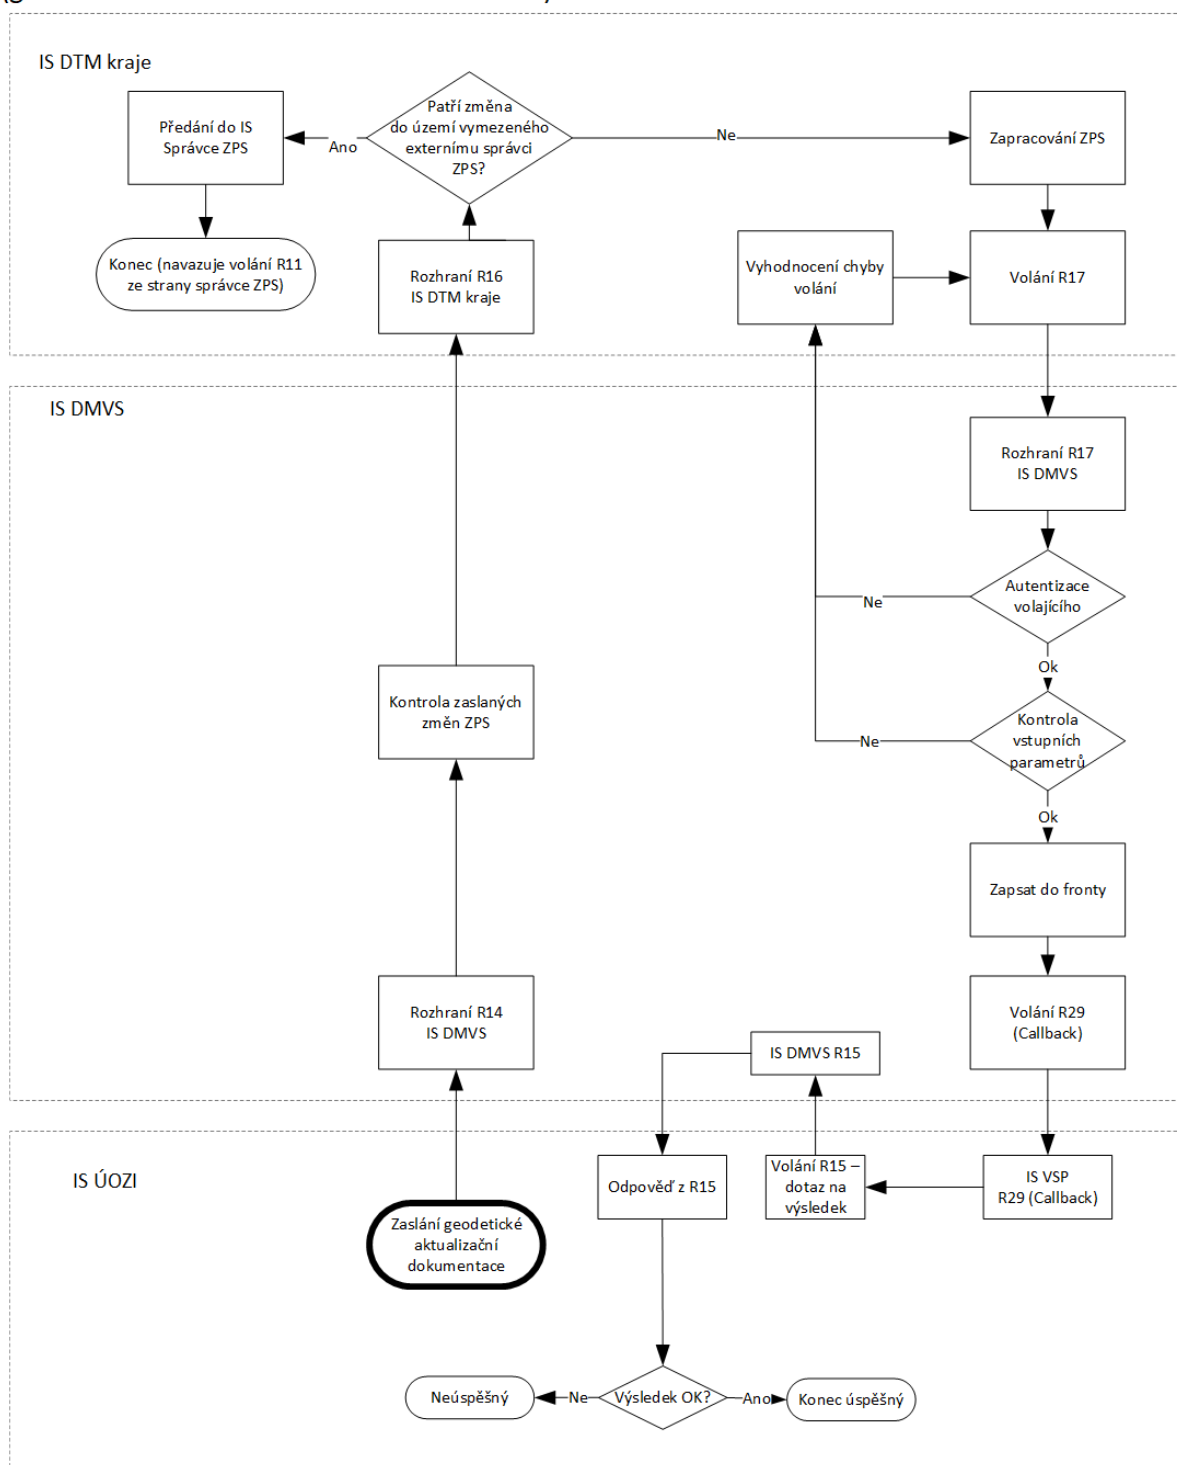 IS DTM kraje
Předání do IS
Správce ZPS
Ano
Patří změna
do území vymezeného
externímu správci
ZPS?
Ne
Zapracování ZPS
Konec (navazuje volání R11
ze strany správce ZPS)
Rozhraní R16
IS DTM kraje
Vyhodnocení chyby
volání
Volání R17
IS DMVS
Rozhraní R17
IS DMVS
Autentizace
volajícího
Ne
Ok
Kontrola zaslaných
změn ZPS
Kontrola
vstupních
parametrů
Ne
Ok
Zapsat do fronty
Rozhraní R14
IS DMVS
Volání R29
(Callback)
IS DMVS R15
IS ÚOZI
Odpověď z R15
Volání R15 –
dotaz na
výsledek
IS VSP
R29 (Callback)
Zaslání geodetické
aktualizační
dokumentace
Neúspěšný
Ne
Výsledek OK?
Ano
Konec úspěšný